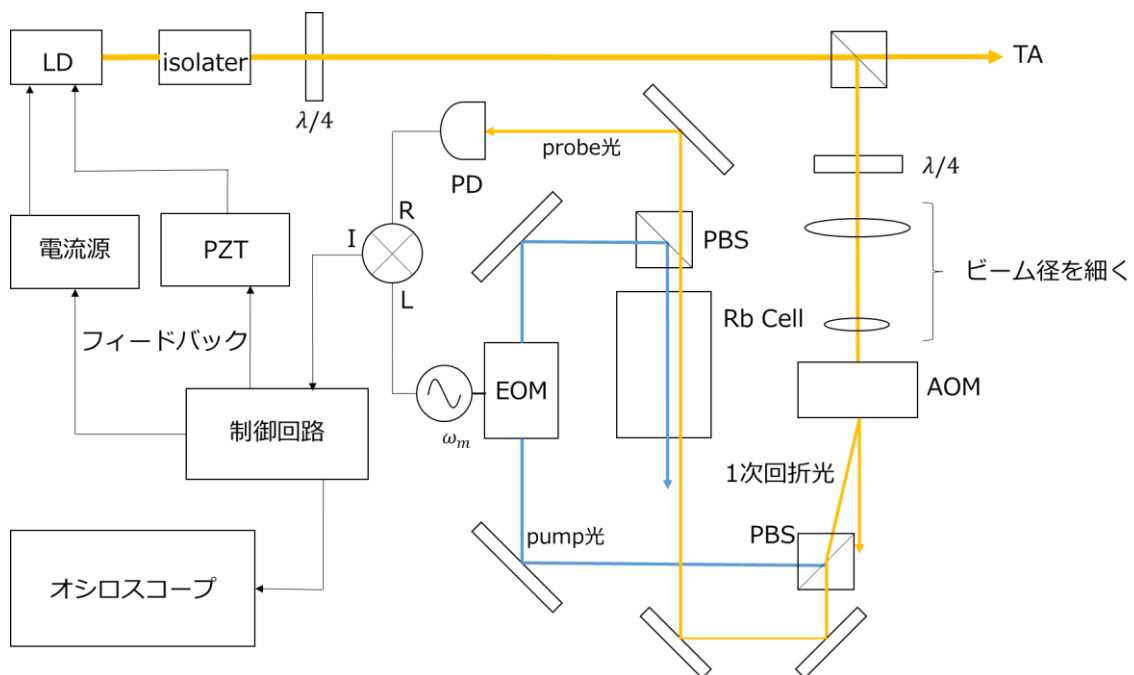 LD
isolater
λ/4
TA
probe光
PD
λ/4
R
I
L
PBS
電流源
PZT
ビーム径を細く
Rb Cell
フィードバック
EOM
AOM
制御回路
ω_m
1次回折光
PBS
pump光
オシロスコープ